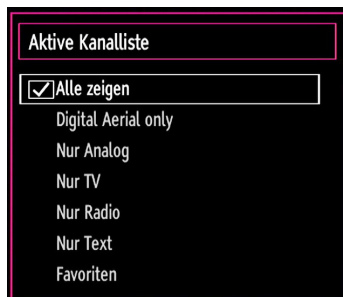 Aktive Kanalliste
Alle zeigen
Digital Aerial only
Nur Analog
Nur TV
Nur Radio
Nur Text
Favoriten